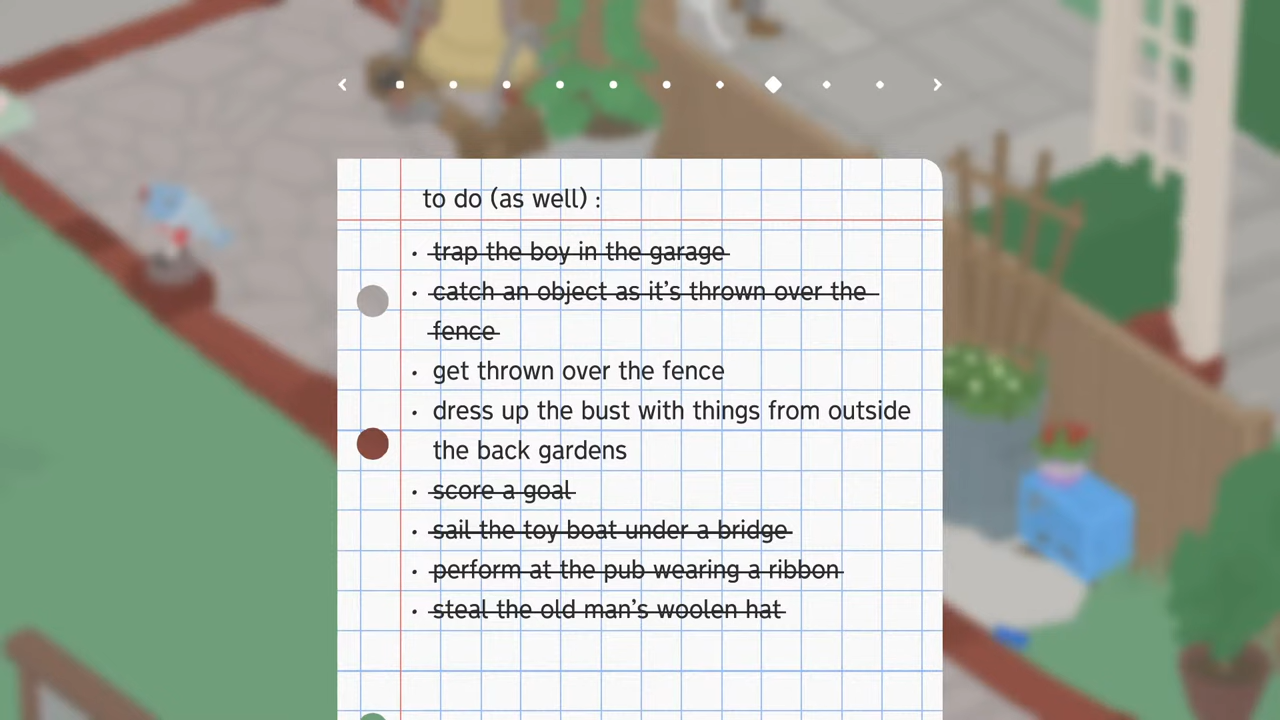 to do (as well) :
• trap the boy in the garage
• catch an object as it's thrown over the
fence
• get thrown over the fence
• dress up the bust with things from outside
the back gardens
• score a goal
• sail the toy boat under a bridge
• perform at the pub wearing a ribbon
• steal the old man's woolen hat